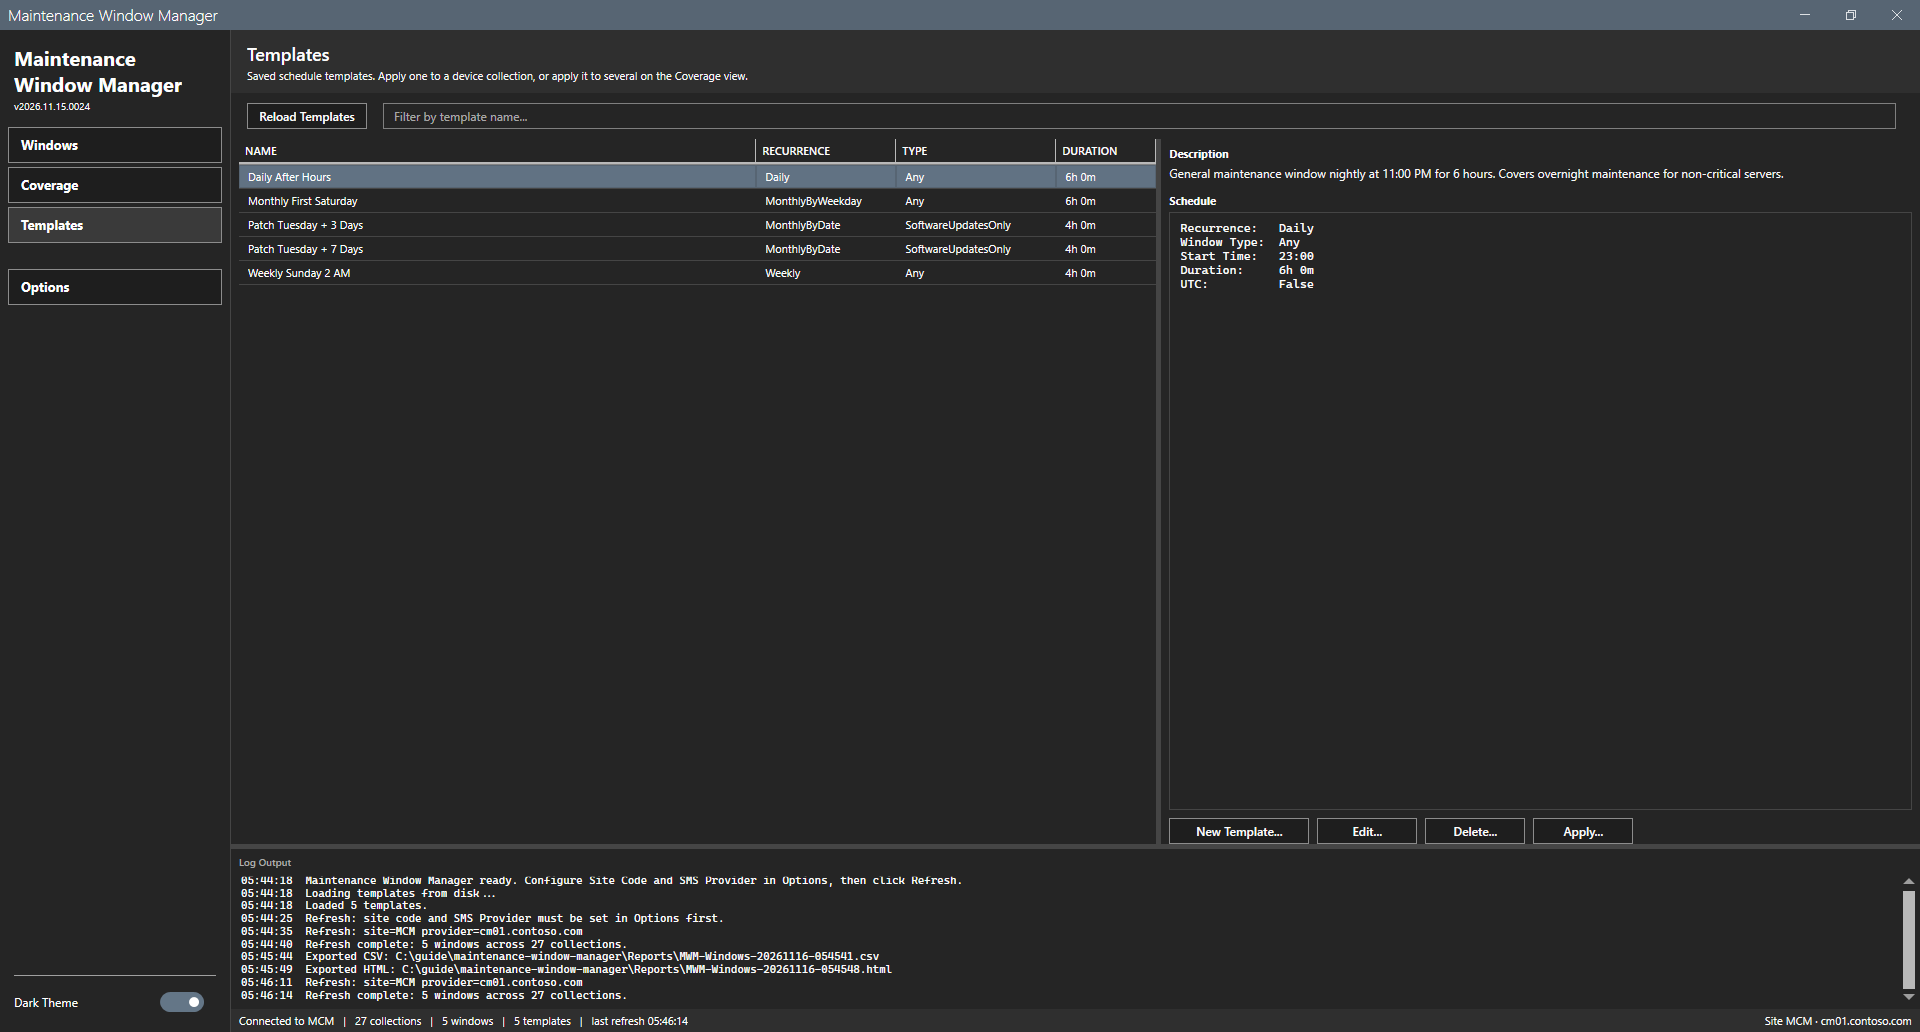 Maintenance Window Manager
Maintenance
Window Manager
v2026.11.15.0024
Windows
Coverage
Templates
Options
Dark Theme
Templates
Saved schedule templates. Apply one to a device collection, or apply it to several on the Coverage view.
Reload Templates
Filter by template name...
NAME RECURRENCE TYPE DURATION
Daily After Hours Daily Any 6h 0m
Monthly First Saturday MonthlyByWeekday Any 6h 0m
Patch Tuesday + 3 Days MonthlyByDate SoftwareUpdatesOnly 4h 0m
Patch Tuesday + 7 Days MonthlyByDate SoftwareUpdatesOnly 4h 0m
Weekly Sunday 2 AM Weekly Any 4h 0m
Description
General maintenance window nightly at 11:00 PM for 6 hours. Covers overnight maintenance for non-critical servers.
Schedule
Recurrence: Daily
Window Type: Any
Start Time: 23:00
Duration: 6h 0m
UTC: False
New Template... Edit... Delete... Apply...
Log Output
05:44:18 Maintenance Window Manager ready. Configure Site Code and SMS Provider in Options, then click Refresh.
05:44:18 Loading templates from disk...
05:44:18 Loaded 5 templates.
05:44:25 Refresh: site code and SMS Provider must be set in Options first.
05:44:35 Refresh: site=MCM provider=cm01.contoso.com
05:44:40 Refresh complete: 5 windows across 27 collections.
05:45:44 Exported CSV: C:\guide\maintenance-window-manager\Reports\MWM-Windows-20261116-054541.csv
05:45:49 Exported HTML: C:\guide\maintenance-window-manager\Reports\MWM-Windows-20261116-054548.html
05:46:11 Refresh: site=MCM provider=cm01.contoso.com
05:46:14 Refresh complete: 5 windows across 27 collections.
Connected to MCM | 27 collections | 5 windows | 5 templates | last refresh 05:46:14
Site MCM · cm01.contoso.com